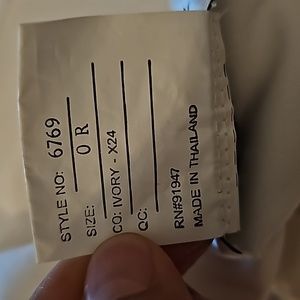 STYLE NO: 6769
SIZE: 0 R
CO: IVORY - X24
QC:
RN#91947
MADE IN THAILAND